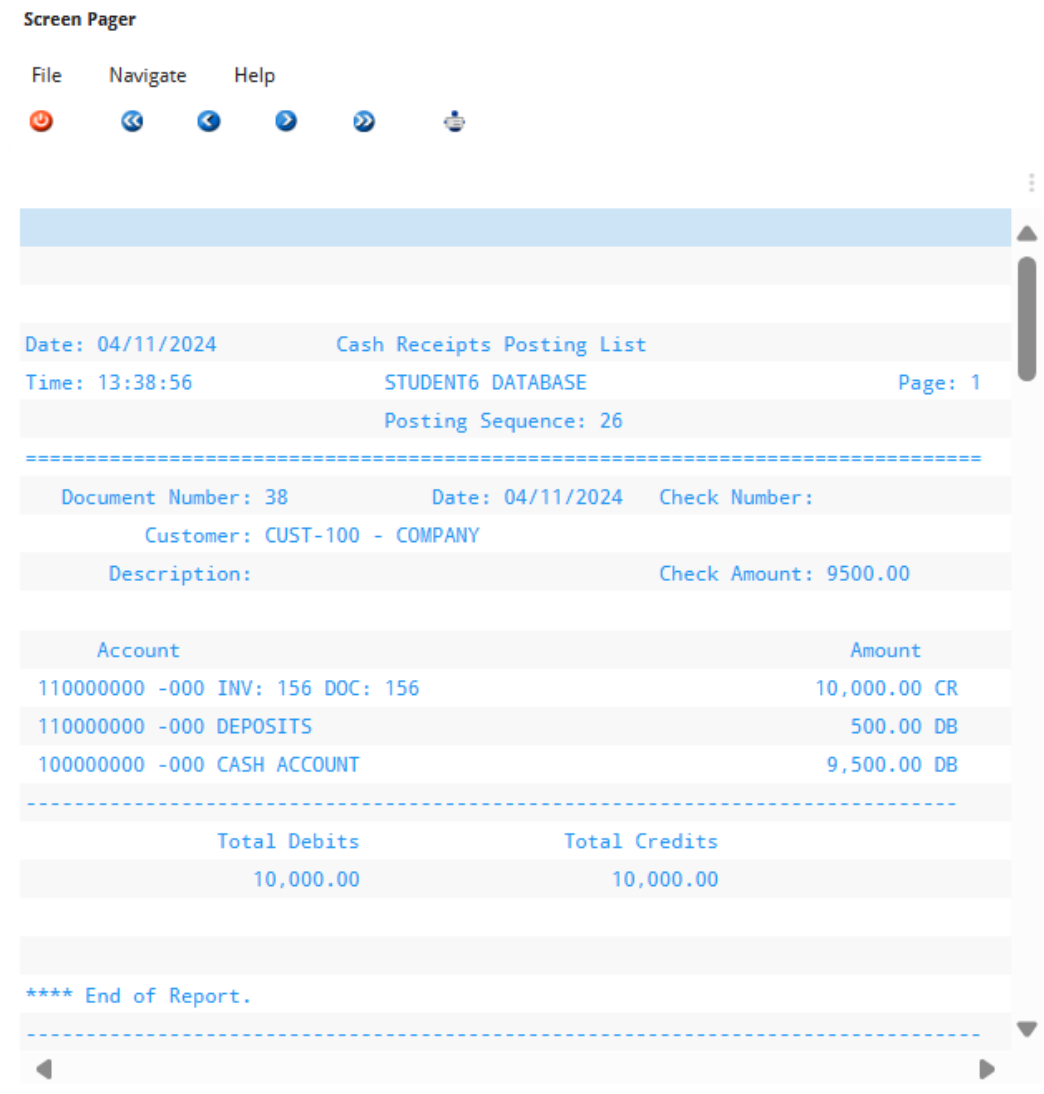 Screen Pager
File Navigate Help
Date: 04/11/2024 Cash Receipts Posting List
Time: 13:38:56 STUDENT6 DATABASE Page: 1
Posting Sequence: 26
================================================================================
Document Number: 38 Date: 04/11/2024 Check Number:
Customer: CUST-100 - COMPANY
Description: Check Amount: 9500.00
Account Amount
110000000 -000 INV: 156 DOC: 156 10,000.00 CR
110000000 -000 DEPOSITS 500.00 DB
100000000 -000 CASH ACCOUNT 9,500.00 DB
------------------------------------------------------------------------------
Total Debits Total Credits
10,000.00 10,000.00
**** End of Report.
--------------------------------------------------------------------------------